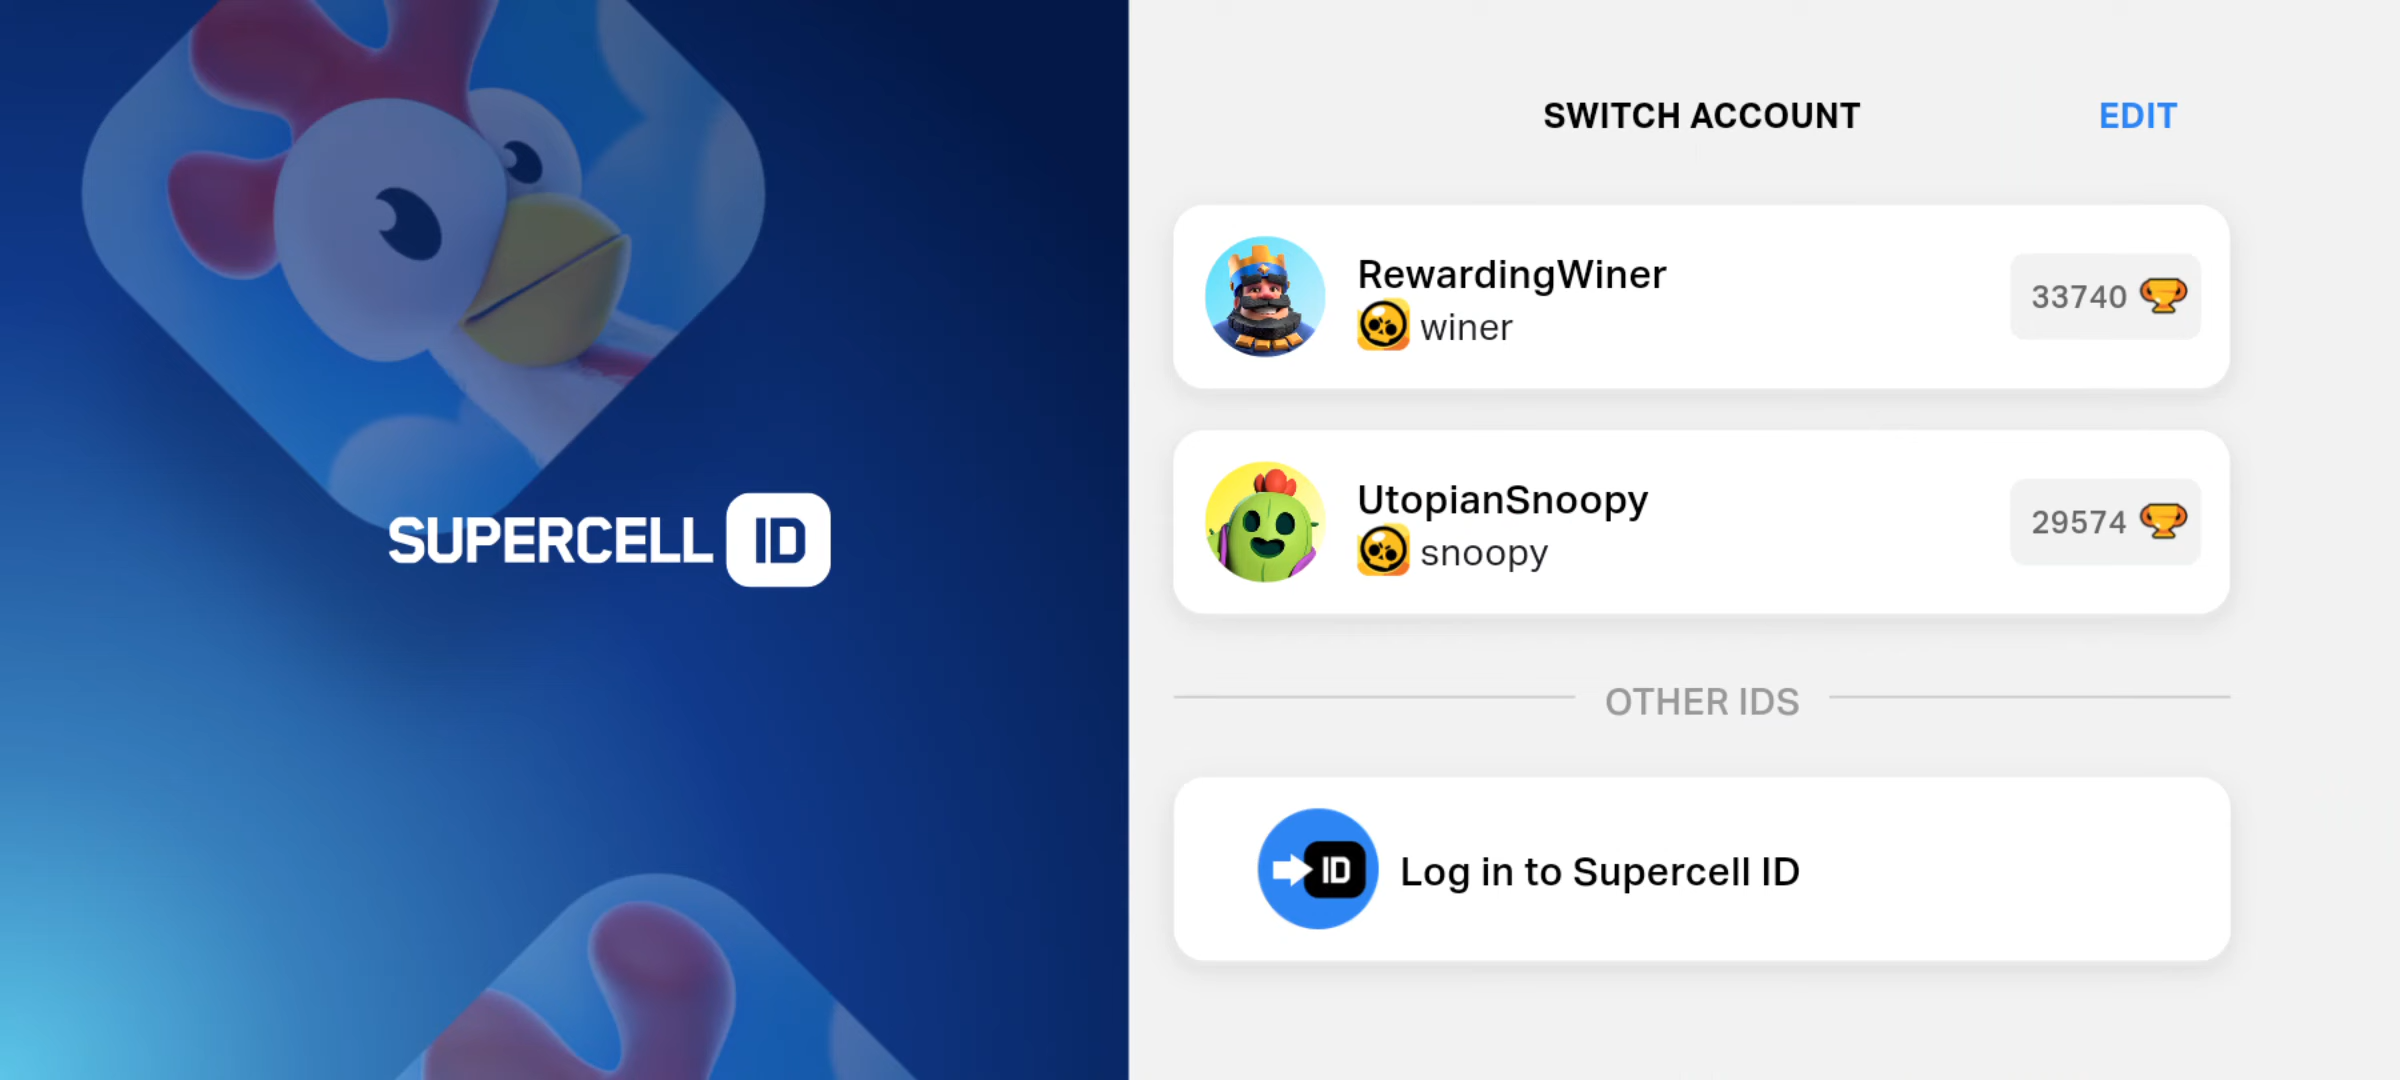 SUPERCELL ID
SWITCH ACCOUNT
EDIT
RewardingWiner
winer
33740
UtopianSnoopy
snoopy
29574
OTHER IDS
ID
Log in to Supercell ID